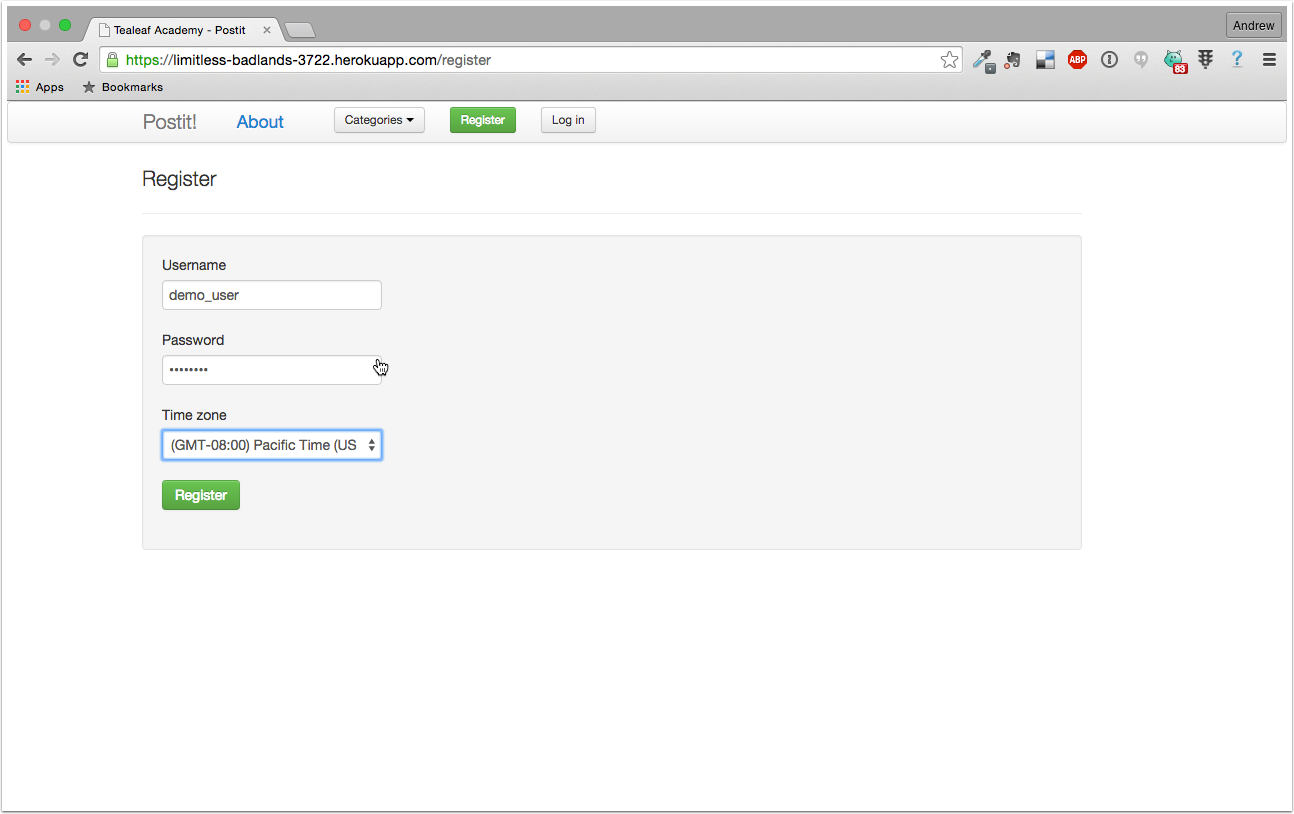 Tealeaf Academy - Postit
Andrew
https://limitless-badlands-3722.herokuapp.com/register
ABP
83
?
Apps
Bookmarks
Postit!
About
Categories
Register
Log in
Register
Username
demo_user
Password
••••••••
Time zone
(GMT-08:00) Pacific Time (US
Register